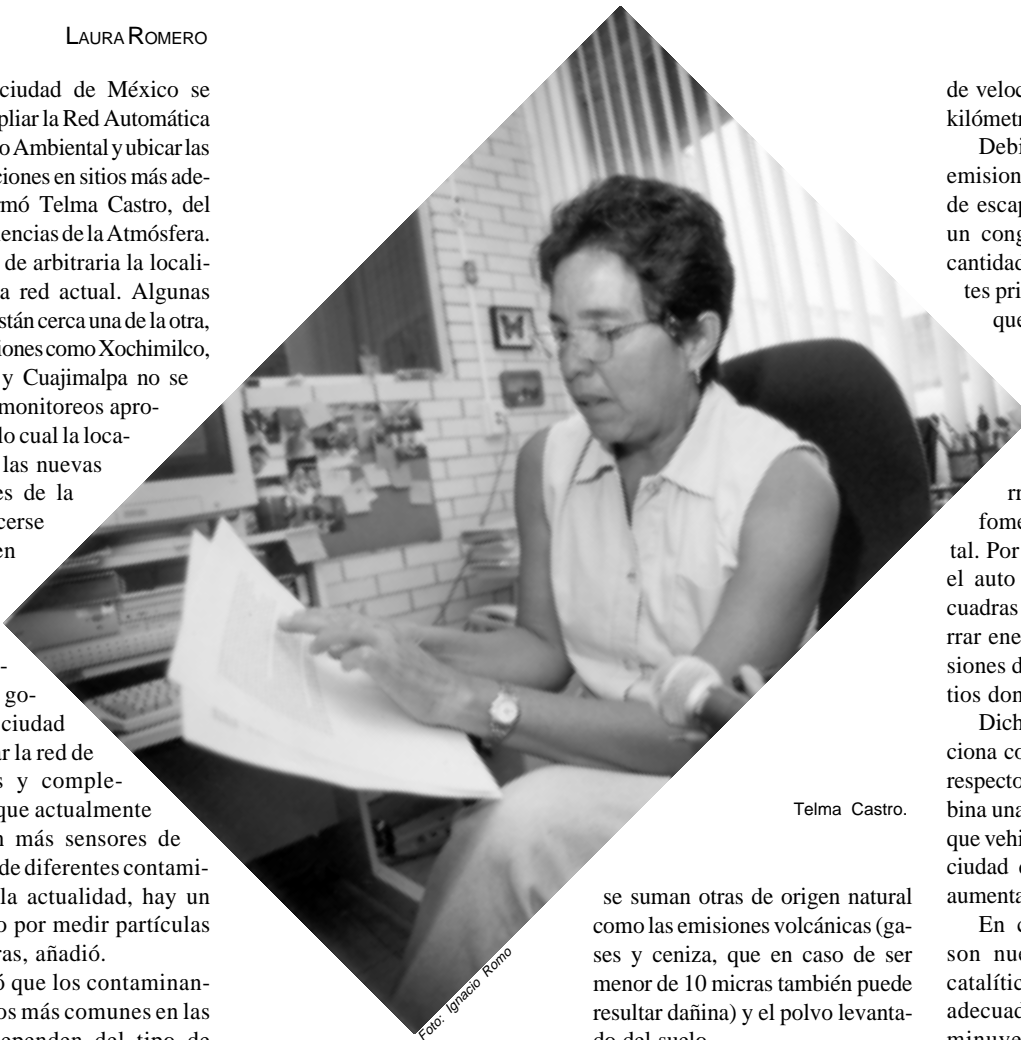 LAURA ROMERO
ciudad de México se
pliar la Red Automática
o Ambiental y ubicar las
ciones en sitios más ade-
rmó Telma Castro, del
iencias de la Atmósfera.
de arbitraria la locali-
a red actual. Algunas
stán cerca una de la otra,
iones como Xochimilco,
y Cuajimalpa no se
monitoreos apro-
lo cual la loca-
las nuevas
es de la
cerse
en
-
go-
ciudad
ar la red de
s y comple-
que actualmente
n más sensores de
de diferentes contami-
la actualidad, hay un
o por medir partículas
ras, añadió.
ó que los contaminan-
os más comunes en las
ependen del tipo de
Foto: Ignacio Romo
Telma Castro.
se suman otras de origen natural
como las emisiones volcánicas (ga-
ses y ceniza, que en caso de ser
menor de 10 micras también puede
resultar dañina) y el polvo levanta-
do del suelo
de veloc
kilómetr
Debi
emision
de escap
un cong
cantidad
tes pri
que
rn
fome
tal. Por
el auto
cuadras
rrar ene
siones d
tios don
Dich
ciona co
respecto
bina una
que vehi
ciudad
aumenta
En c
son nue
catalític
adecuad
minuye